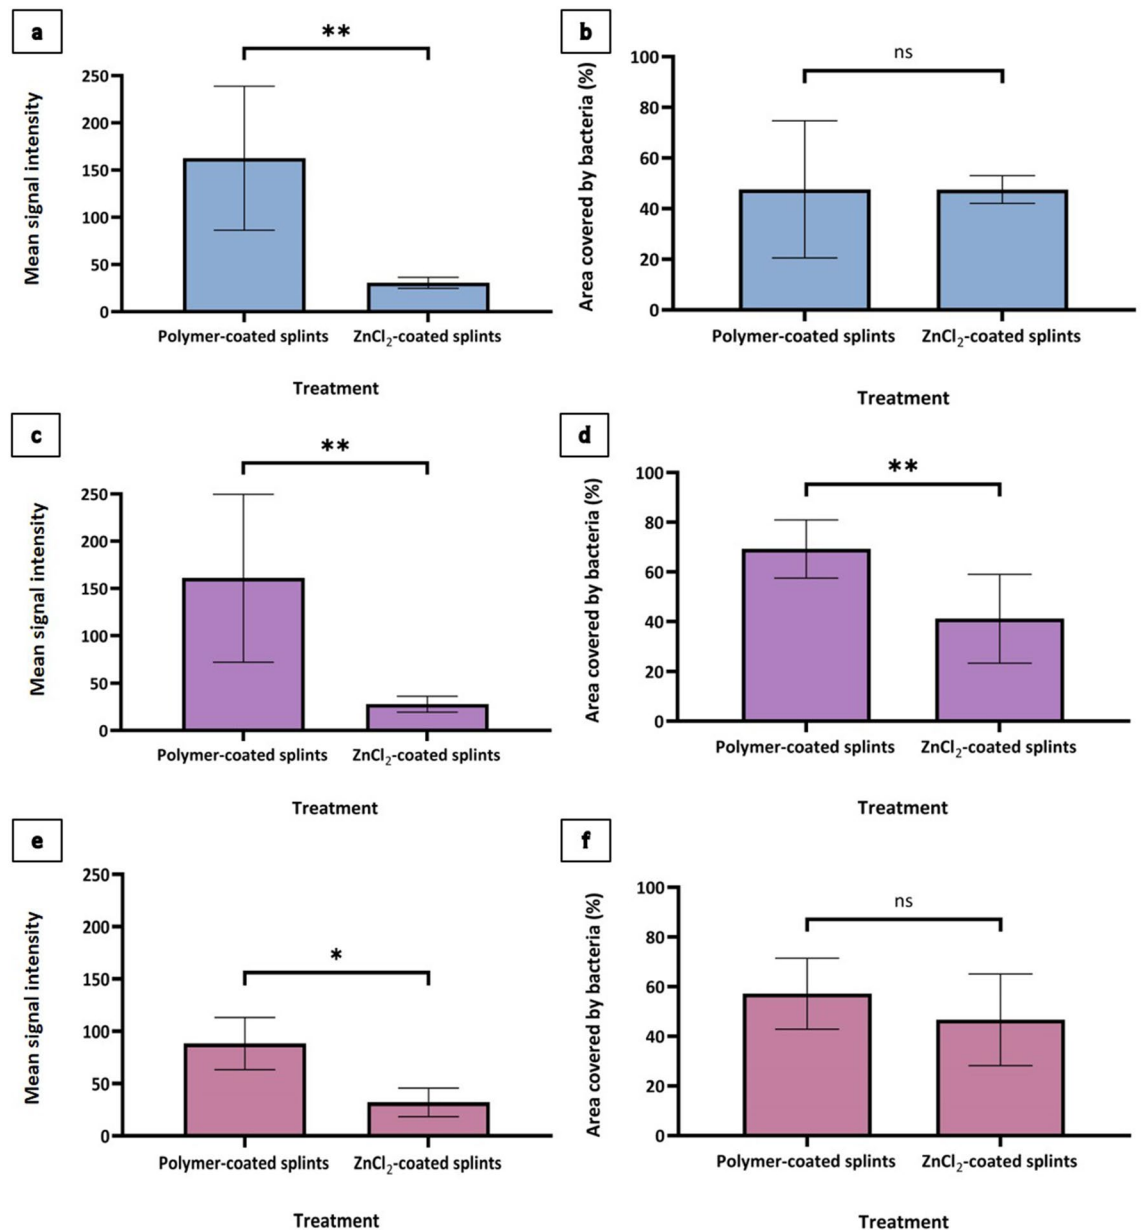 a
**
Mean signal intensity
250
200
150
100
50
0
Polymer-coated splints ZnCl₂-coated splints
Treatment
b
ns
Area covered by bacteria (%)
100
80
60
40
20
0
Polymer-coated splints ZnCl₂-coated splints
Treatment
c
**
Mean signal intensity
250
200
150
100
50
0
Polymer-coated splints ZnCl₂-coated splints
Treatment
d
**
Area covered by bacteria (%)
100
80
60
40
20
0
Polymer-coated splints ZnCl₂-coated splints
Treatment
e
*
Mean signal intensity
250
200
150
100
50
0
Polymer-coated splints ZnCl₂-coated splints
Treatment
f
ns
Area covered by bacteria (%)
100
80
60
40
20
0
Polymer-coated splints ZnCl₂-coated splints
Treatment